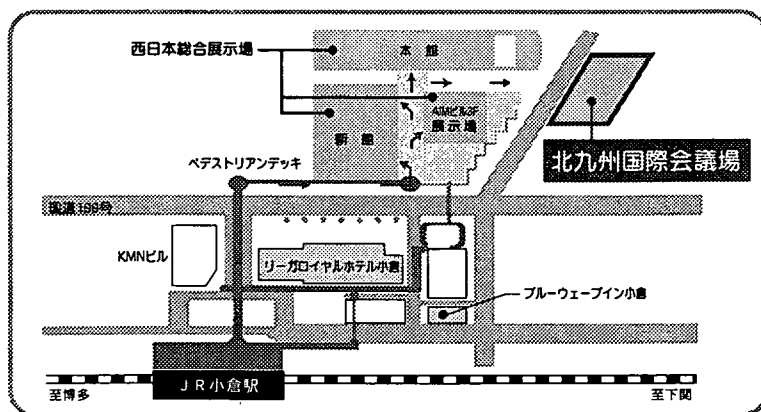 本館
西日本総合展示場
AIMビル3F
展示場
新館
北九州国際会議場
ペデストリアンデッキ
国道199号
KMNビル
リーガロイヤルホテル小倉
ブルーウェーブイン小倉
JR小倉駅
至博多
至下関